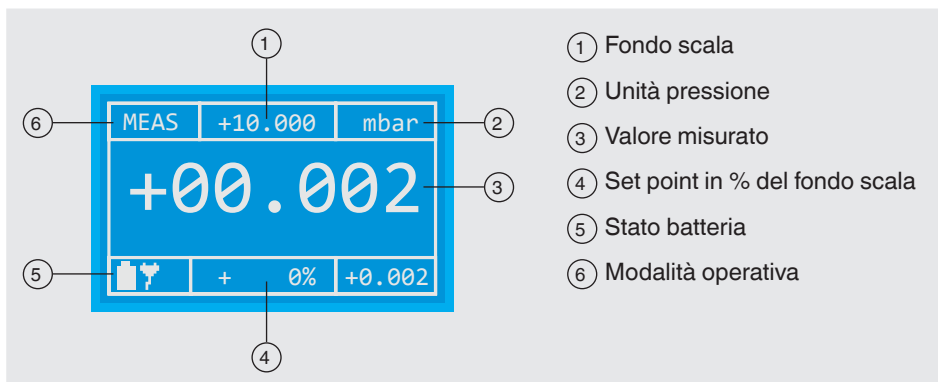 1 Fondo scala
2 Unità pressione
3 Valore misurato
4 Set point in % del fondo scala
5 Stato batteria
6 Modalità operativa
1
6 MEAS +10.000 mbar 2
+00.002 3
5 + 0% +0.002
4